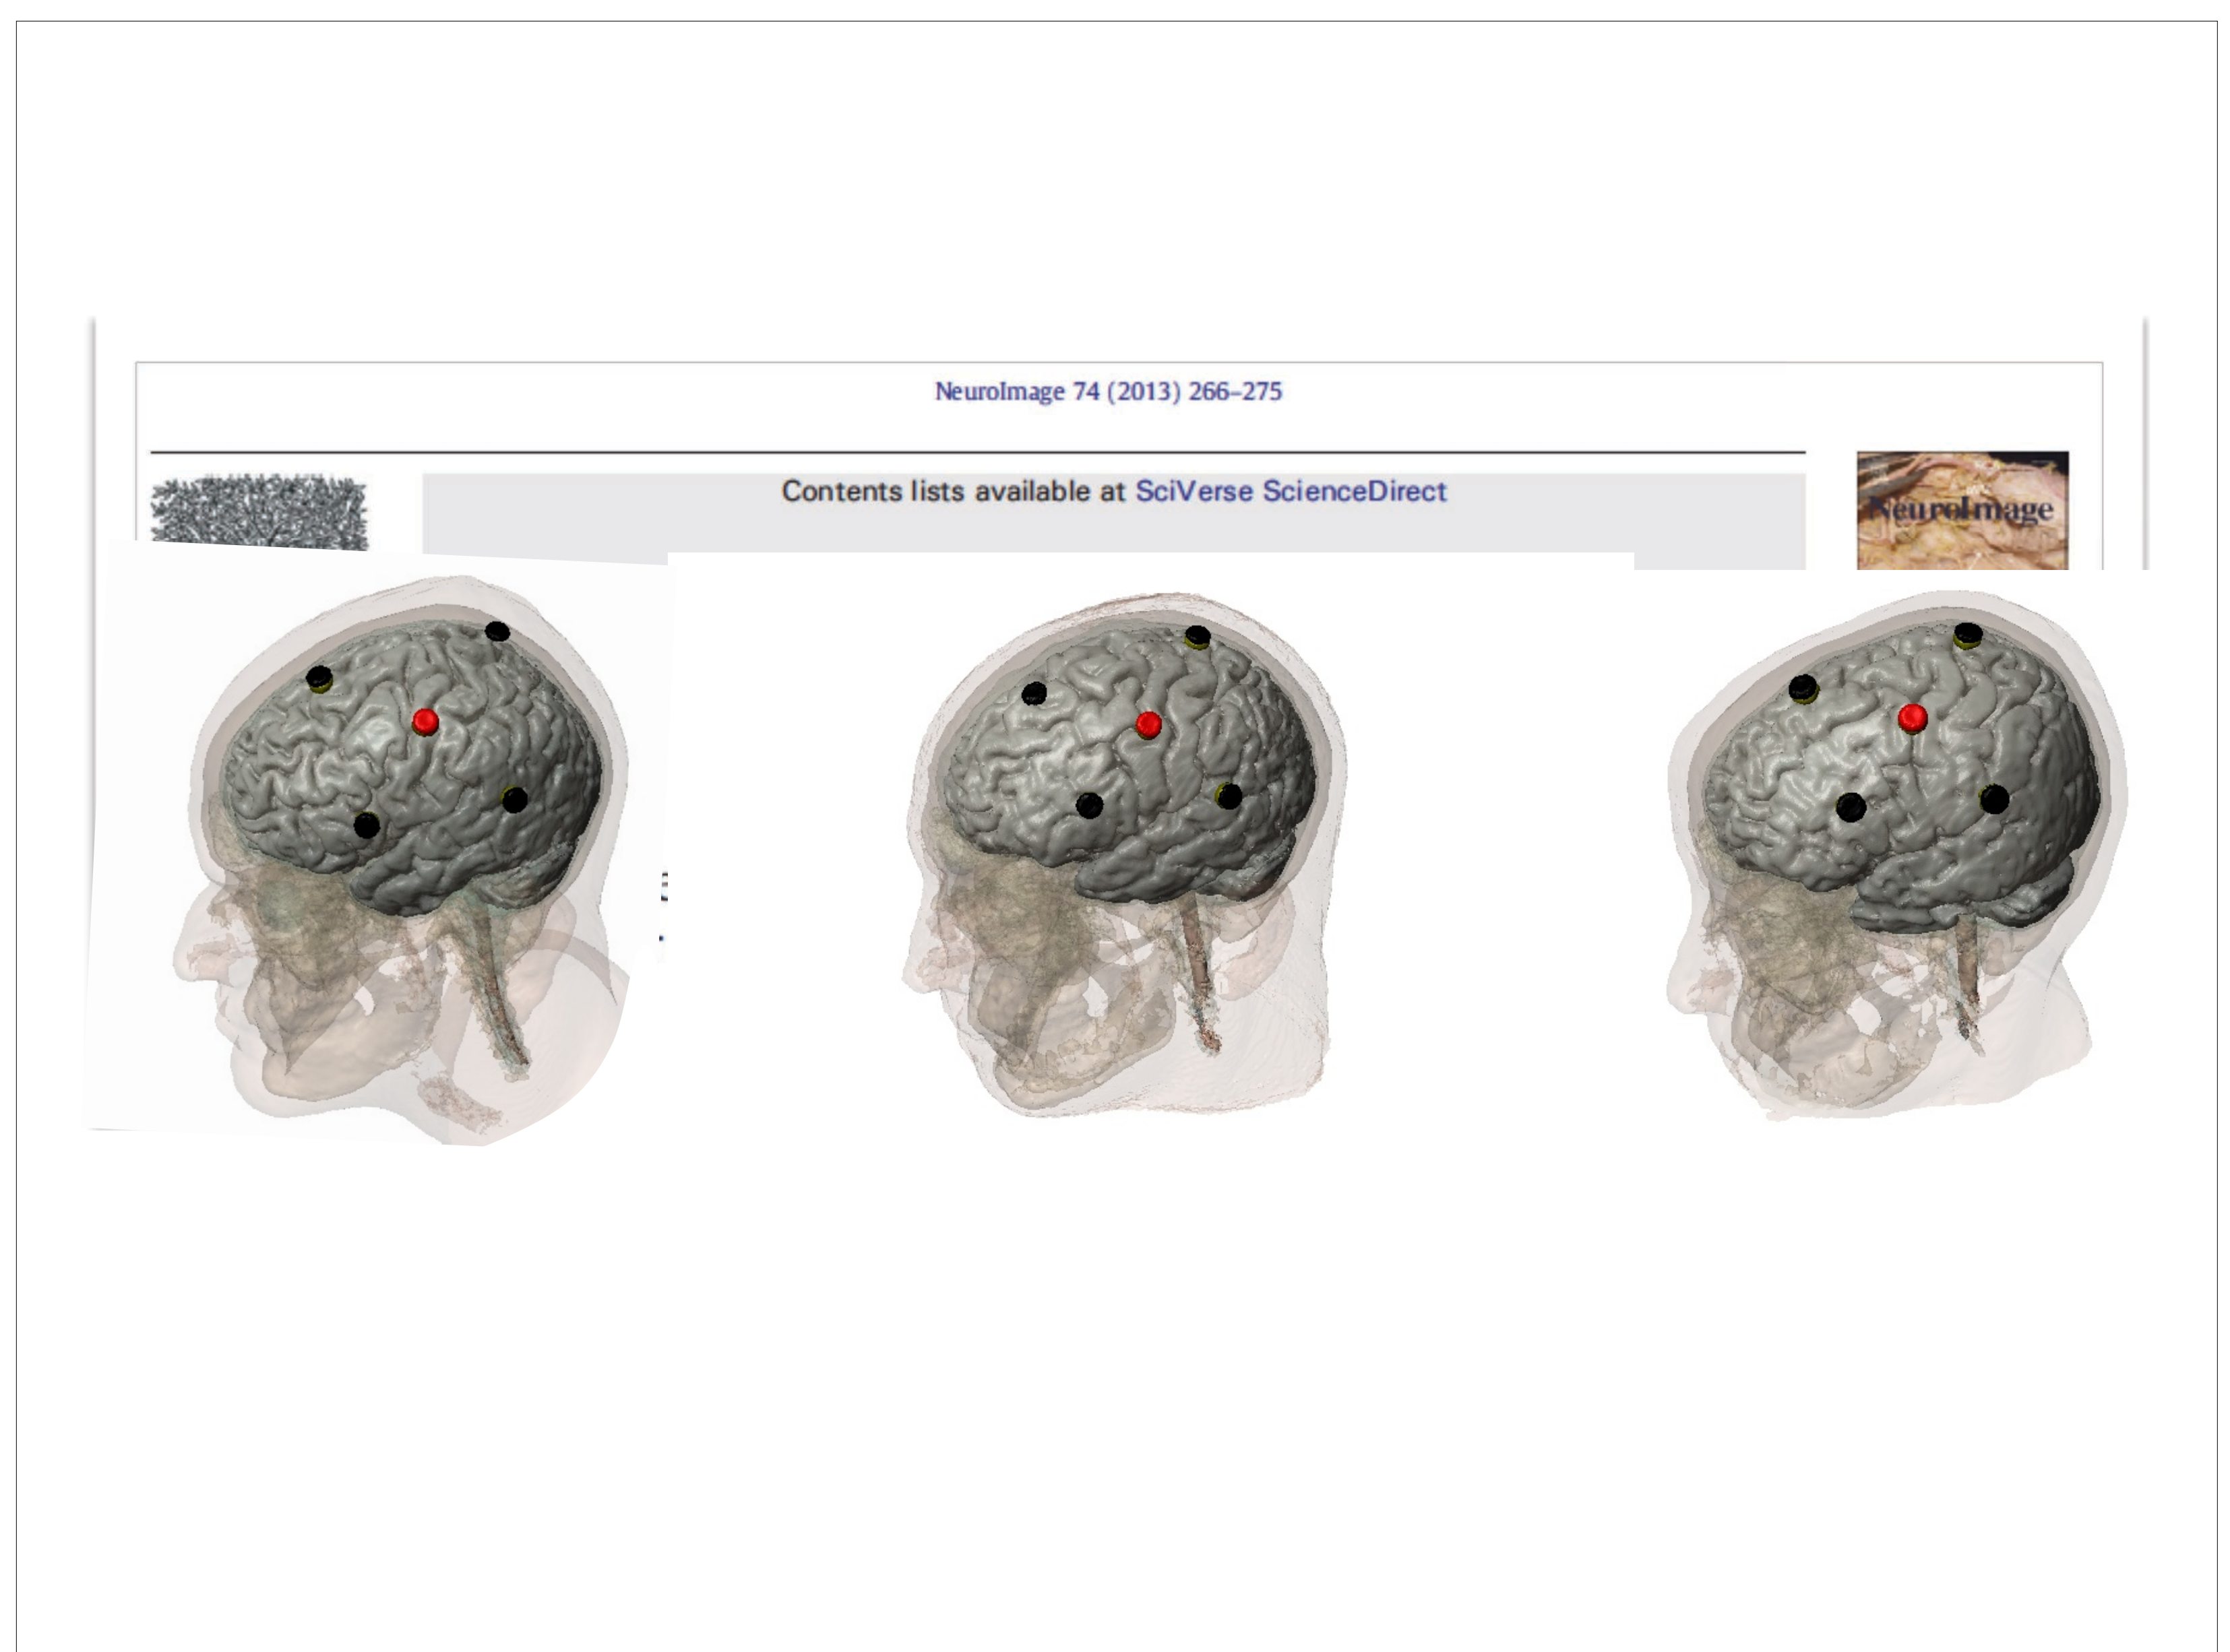 NeuroImage 74 (2013) 266–275
Contents lists available at SciVerse ScienceDirect
NeuroImage